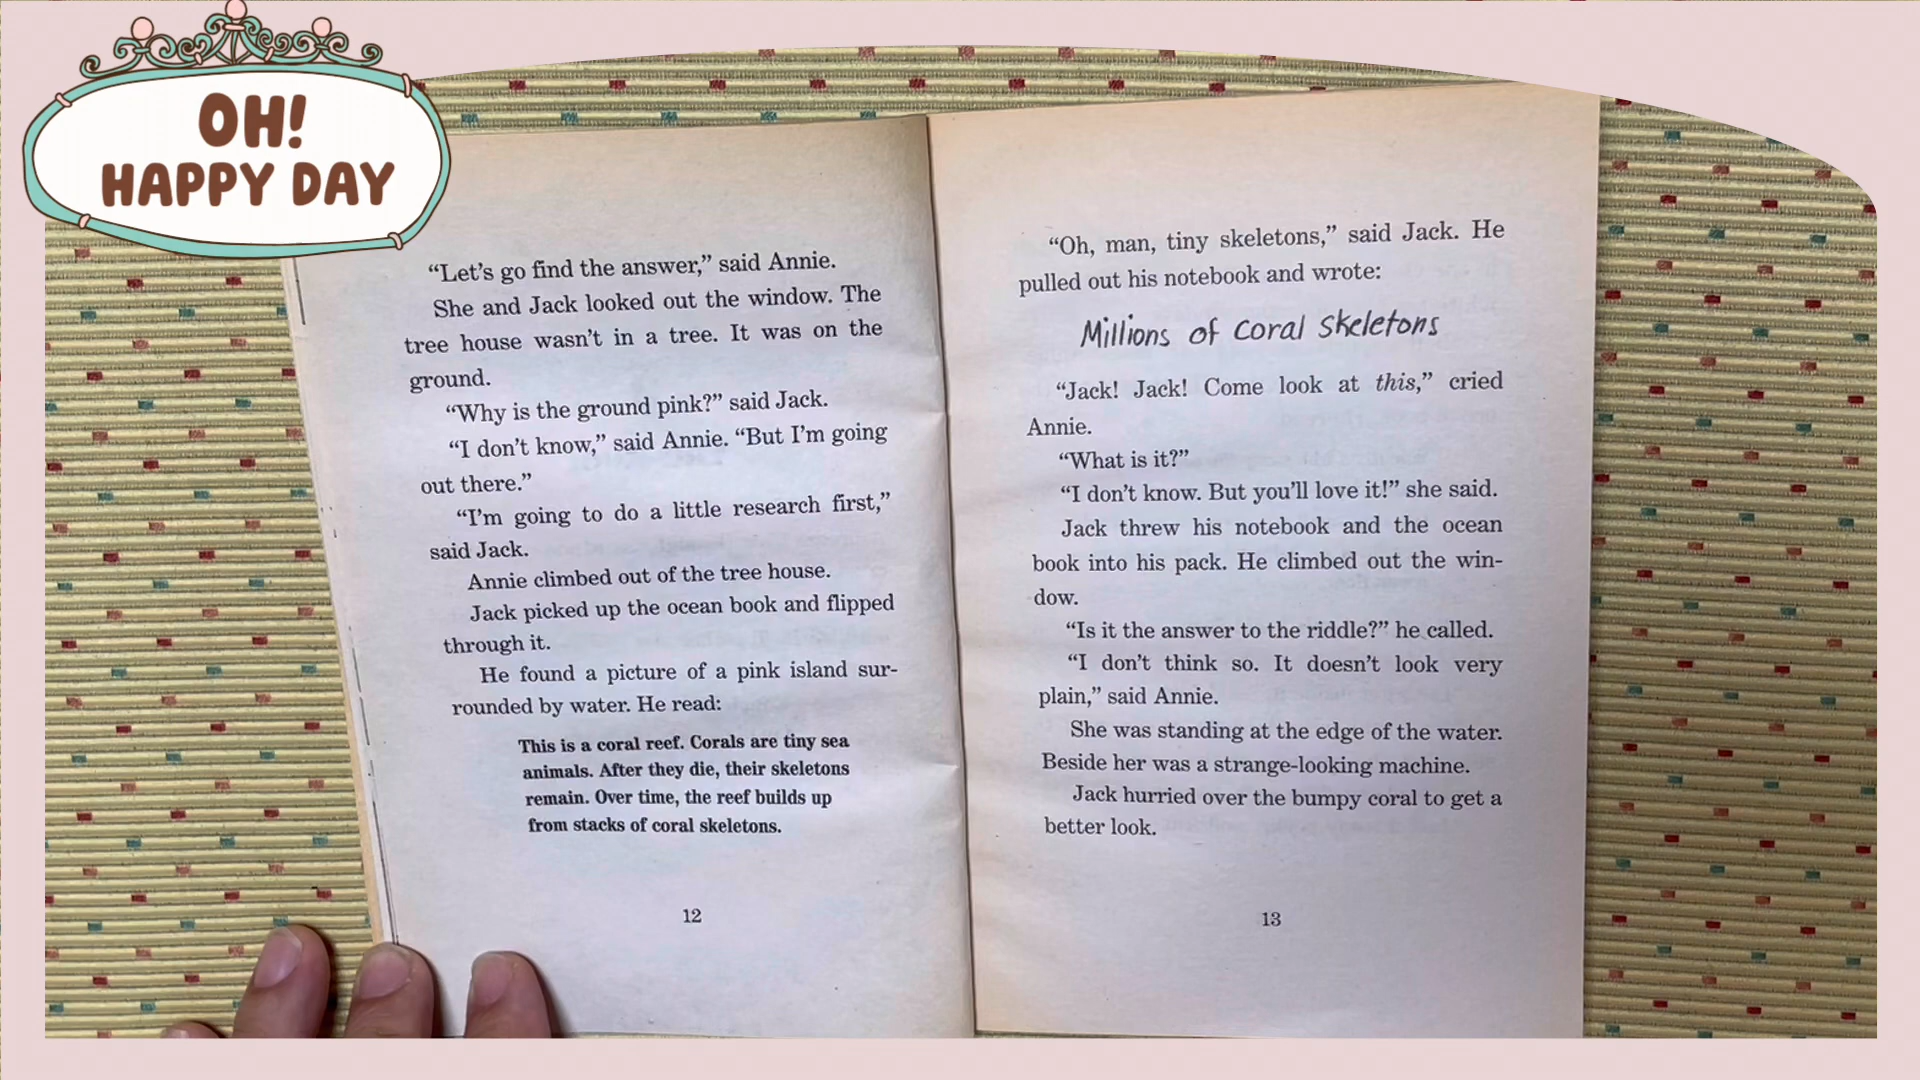 OH!
HAPPY DAY
“Let’s go find the answer,” said Annie.
She and Jack looked out the window. The
tree house wasn’t in a tree. It was on the
ground.
“Why is the ground pink?” said Jack.
“I don’t know,” said Annie. “But I’m going
out there.”
“I’m going to do a little research first,”
said Jack.
Annie climbed out of the tree house.
Jack picked up the ocean book and flipped
through it.
He found a picture of a pink island sur-
rounded by water. He read:
This is a coral reef. Corals are tiny sea
animals. After they die, their skeletons
remain. Over time, the reef builds up
from stacks of coral skeletons.
12
“Oh, man, tiny skeletons,” said Jack. He
pulled out his notebook and wrote:
Millions of coral skeletons
“Jack! Jack! Come look at this,” cried
Annie.
“What is it?”
“I don’t know. But you’ll love it!” she said.
Jack threw his notebook and the ocean
book into his pack. He climbed out the win-
dow.
“Is it the answer to the riddle?” he called.
“I don’t think so. It doesn’t look very
plain,” said Annie.
She was standing at the edge of the water.
Beside her was a strange-looking machine.
Jack hurried over the bumpy coral to get a
better look.
13